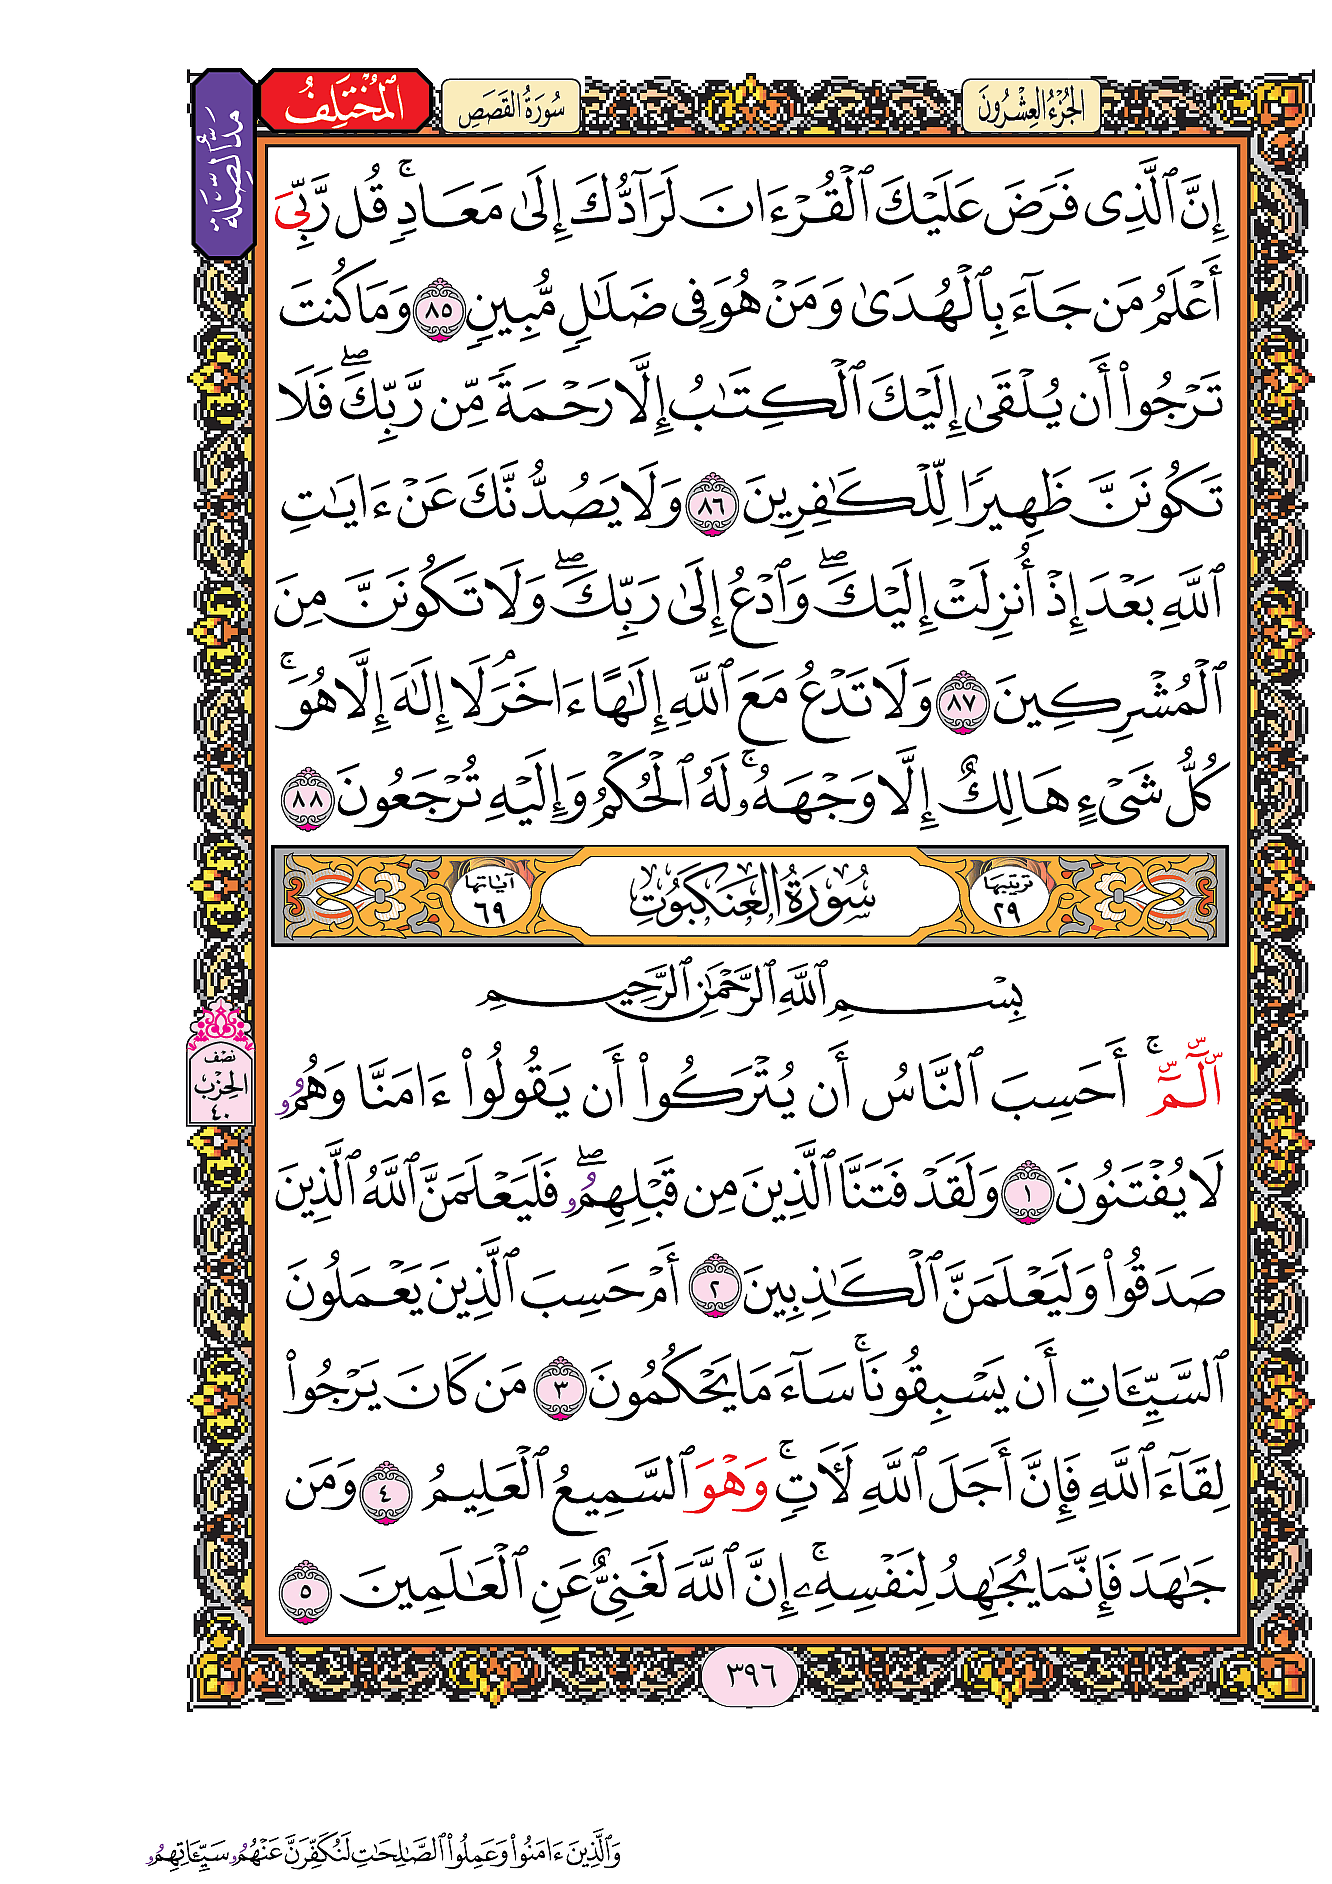 الجُزْءُ العِشْرُونَ
سُورَةُ القَصَصِ
ٱلمُخْتَلِفُ
مَدُّ الصِّلَة
إِنَّ ٱلَّذِى فَرَضَ عَلَيْكَ ٱلْقُرْءَانَ لَرَآدُّكَ إِلَىٰ مَعَادٍۚ قُل رَّبِّىَ
أَعْلَمُ مَن جَآءَ بِٱلْهُدَىٰ وَمَنْ هُوَ فِى ضَلَٰلٍ مُّبِينٍ ٨٥ وَمَا كُنتَ
تَرْجُوا۟ أَن يُلْقَىٰ إِلَيْكَ ٱلْكِتَٰبُ إِلَّا رَحْمَةً مِّن رَّبِّكَۖ فَلَا
تَكُونَنَّ ظَهِيرًا لِّلْكَٰفِرِينَ ٨٦ وَلَا يَصُدُّنَّكَ عَنْ ءَايَٰتِ
ٱللَّهِ بَعْدَ إِذْ أُنزِلَتْ إِلَيْكَۖ وَٱدْعُ إِلَىٰ رَبِّكَۖ وَلَا تَكُونَنَّ مِنَ
ٱلْمُشْرِكِينَ ٨٧ وَلَا تَدْعُ مَعَ ٱللَّهِ إِلَٰهًا ءَاخَرَۘ لَا إِلَٰهَ إِلَّا هُوَۚ
كُلُّ شَىْءٍ هَالِكٌ إِلَّا وَجْهَهُۥۚ لَهُ ٱلْحُكْمُ وَإِلَيْهِ تُرْجَعُونَ ٨٨
ترتيبها ٢٩
سُورَةُ العَنكَبُوتِ
آياتها ٦٩
بِسْمِ ٱللَّهِ ٱلرَّحْمَٰنِ ٱلرَّحِيمِ
الٓمٓۚ أَحَسِبَ ٱلنَّاسُ أَن يُتْرَكُوا۟ أَن يَقُولُوا۟ ءَامَنَّا وَهُمُۥ
لَا يُفْتَنُونَ ١ وَلَقَدْ فَتَنَّا ٱلَّذِينَ مِن قَبْلِهِمُۥۖ فَلَيَعْلَمَنَّ ٱللَّهُ ٱلَّذِينَ
صَدَقُوا۟ وَلَيَعْلَمَنَّ ٱلْكَٰذِبِينَ ٢ أَمْ حَسِبَ ٱلَّذِينَ يَعْمَلُونَ
ٱلسَّيِّـَٔاتِ أَن يَسْبِقُونَاۚ سَآءَ مَا يَحْكُمُونَ ٣ مَن كَانَ يَرْجُوا۟
لِقَآءَ ٱللَّهِ فَإِنَّ أَجَلَ ٱللَّهِ لَـَٔاتٍۚ وَهْوَ ٱلسَّمِيعُ ٱلْعَلِيمُ ٤ وَمَن
جَٰهَدَ فَإِنَّمَا يُجَٰهِدُ لِنَفْسِهِۦۚ إِنَّ ٱللَّهَ لَغَنِىٌّ عَنِ ٱلْعَٰلَمِينَ ٥
نصف
الحِزْب
٤٠
٣٩٦
وَٱلَّذِينَ ءَامَنُوا۟ وَعَمِلُوا۟ ٱلصَّٰلِحَٰتِ لَنُكَفِّرَنَّ عَنْهُمُۥ سَيِّـَٔاتِهِمُۥ